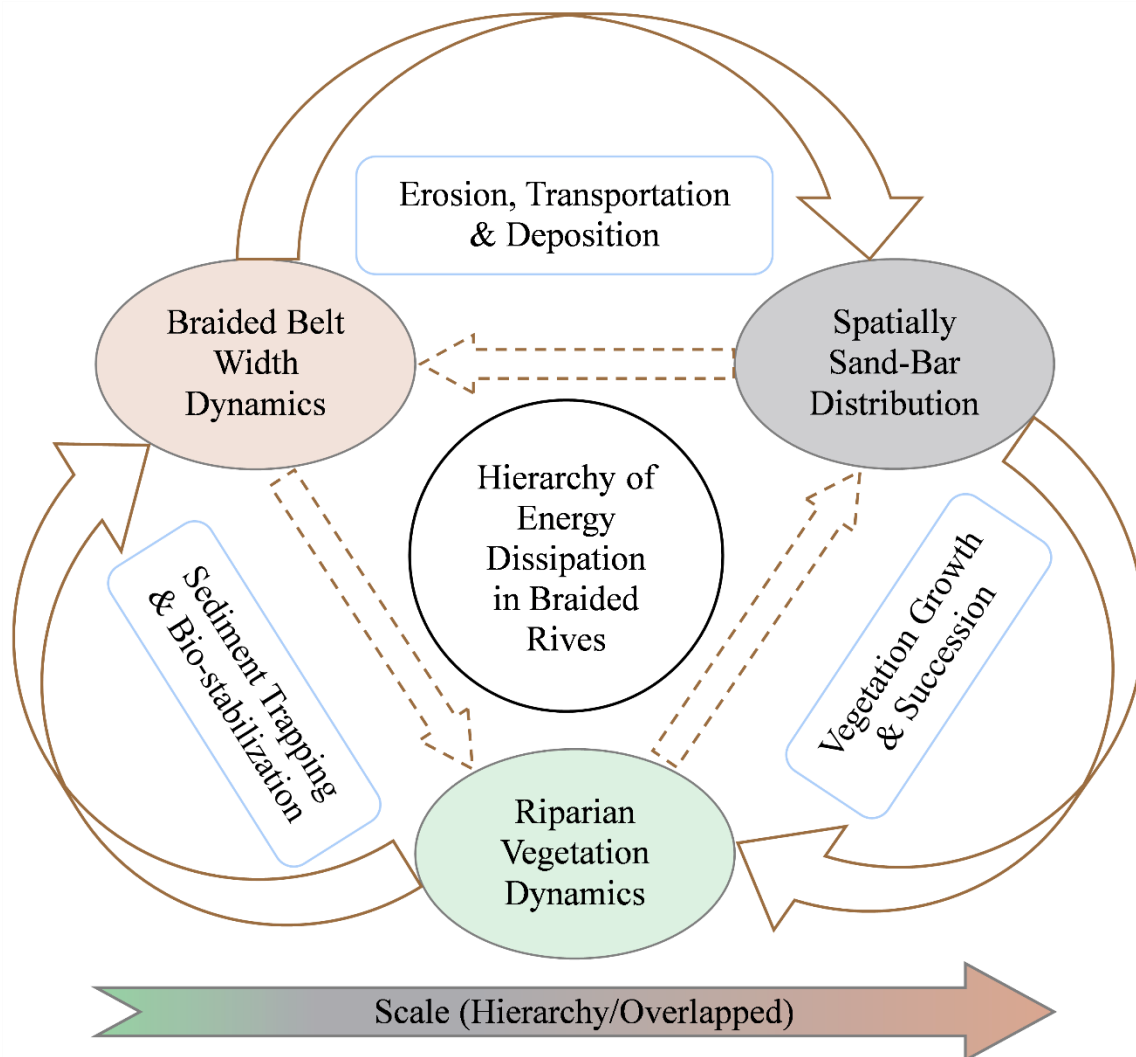 Erosion, Transportation
& Deposition
Braided Belt
Width
Dynamics
Spatially
Sand-Bar
Distribution
Hierarchy of
Energy
Dissipation
in Braided
Rives
Sediment Trapping
& Bio-stabilization
Vegetation Growth
& Succession
Riparian
Vegetation
Dynamics
Scale (Hierarchy/Overlapped)